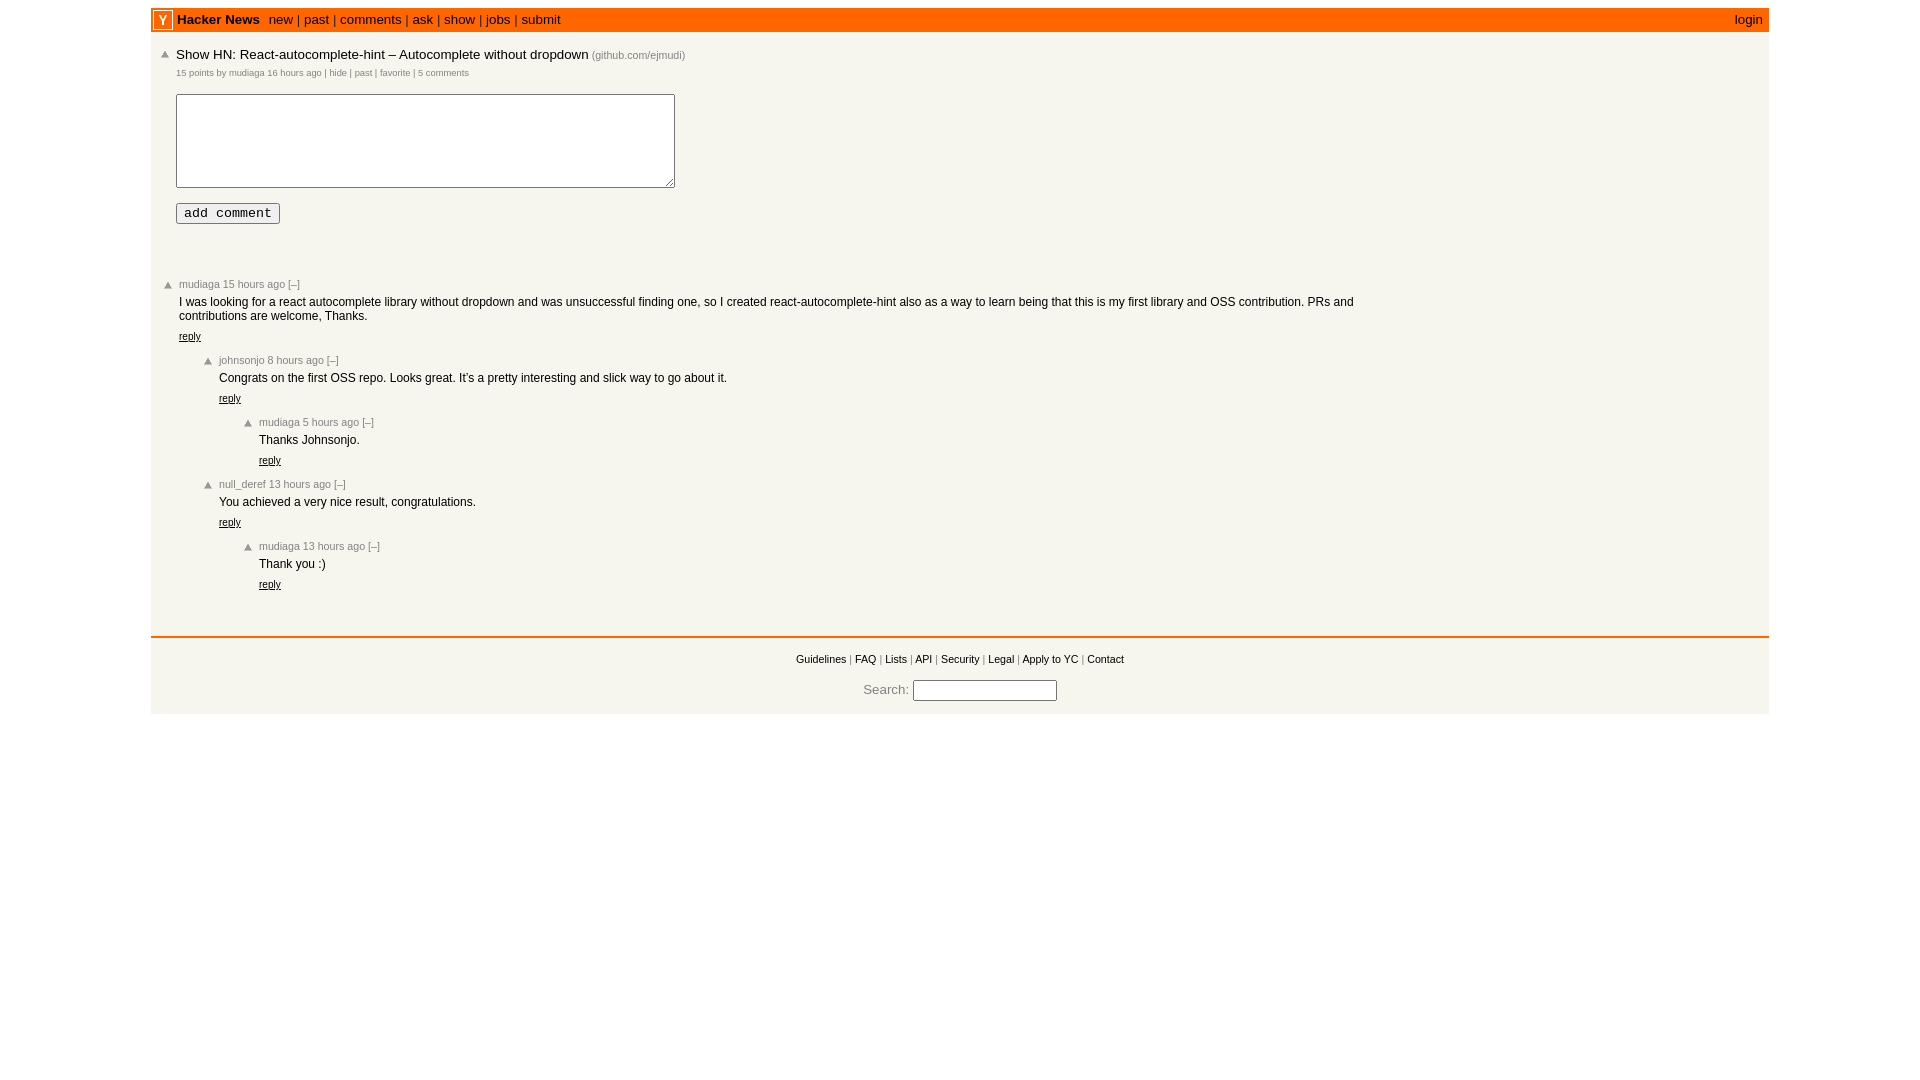 Y Hacker News new | past | comments | ask | show | jobs | submit login
Show HN: React-autocomplete-hint – Autocomplete without dropdown (github.com/ejmudi)
15 points by mudiaga 16 hours ago | hide | past | favorite | 5 comments
add comment
mudiaga 15 hours ago [–]
I was looking for a react autocomplete library without dropdown and was unsuccessful finding one, so I created react-autocomplete-hint also as a way to learn being that this is my first library and OSS contribution. PRs and
contributions are welcome, Thanks.
reply
johnsonjo 8 hours ago [–]
Congrats on the first OSS repo. Looks great. It’s a pretty interesting and slick way to go about it.
reply
mudiaga 5 hours ago [–]
Thanks Johnsonjo.
reply
null_deref 13 hours ago [–]
You achieved a very nice result, congratulations.
reply
mudiaga 13 hours ago [–]
Thank you :)
reply
Guidelines | FAQ | Lists | API | Security | Legal | Apply to YC | Contact
Search: